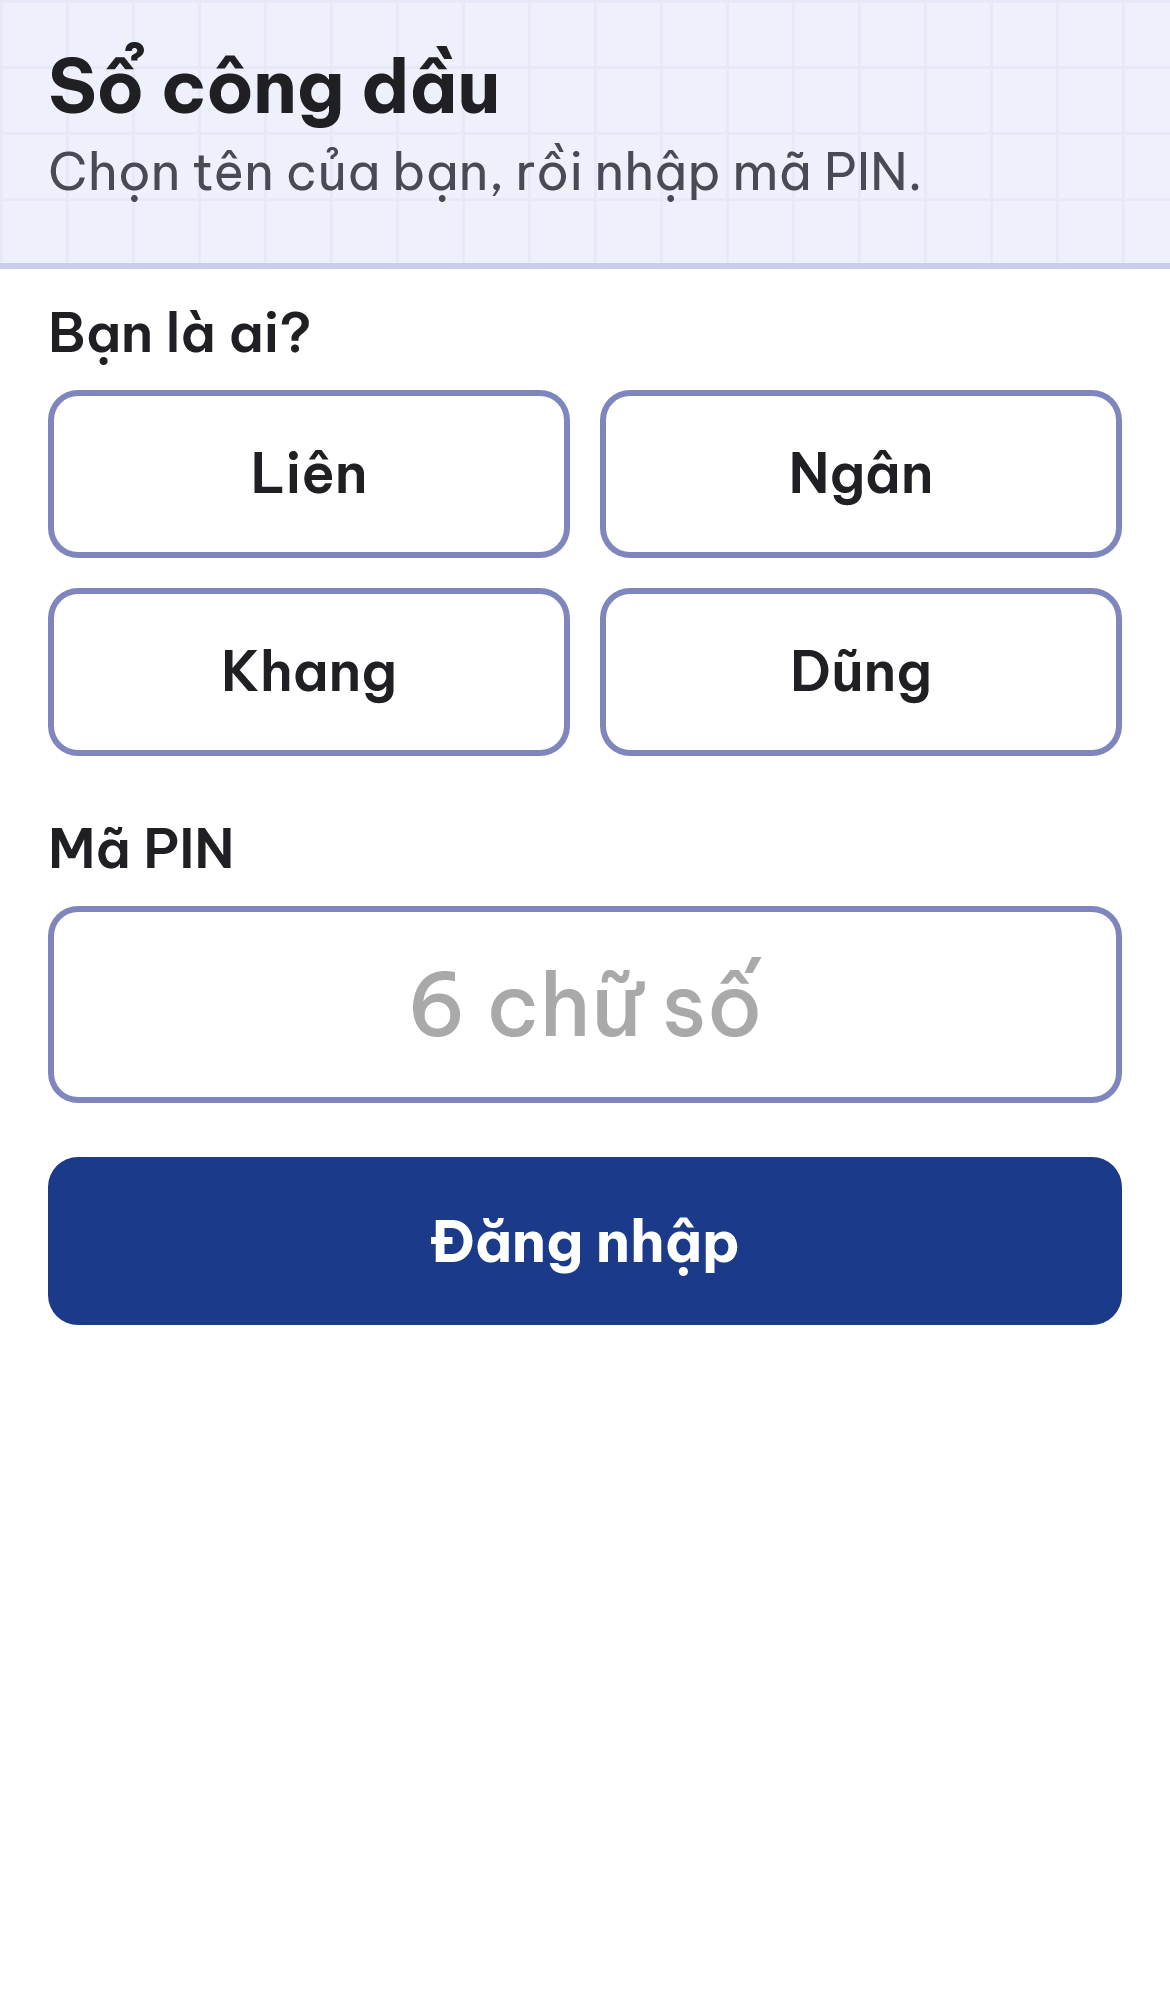 Sổ công dầu
Chọn tên của bạn, rồi nhập mã PIN.
Bạn là ai?
Liên
Ngân
Khang
Dũng
Mã PIN
6 chữ số
Đăng nhập